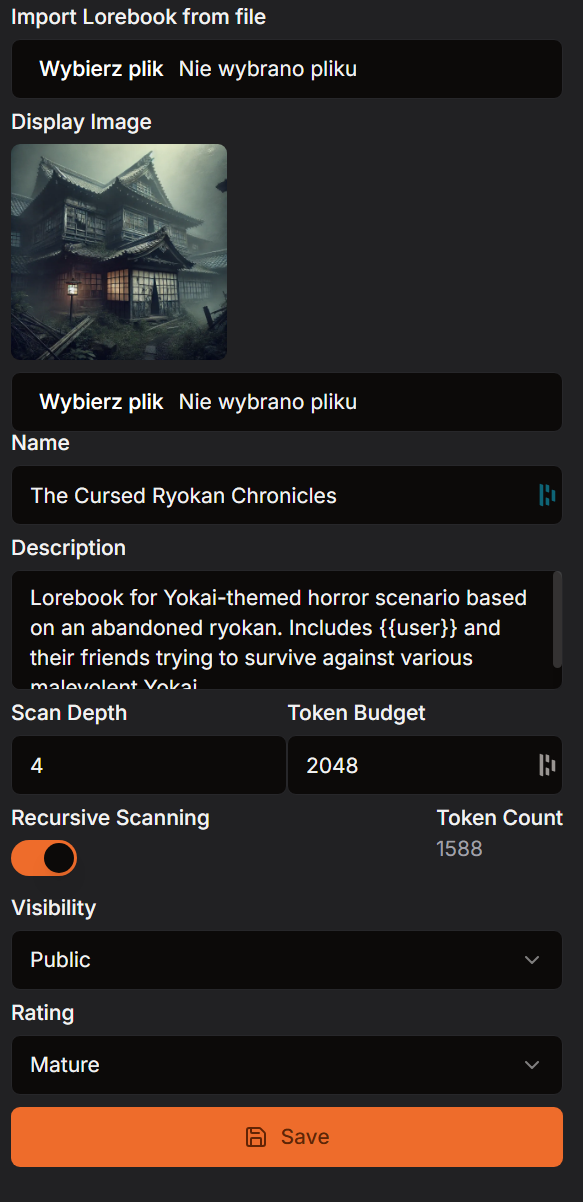 Import Lorebook from file
Wybierz plik Nie wybrano pliku
Display Image
Wybierz plik Nie wybrano pliku
Name
The Cursed Ryokan Chronicles
Description
Lorebook for Yokai-themed horror scenario based
on an abandoned ryokan. Includes {{user}} and
their friends trying to survive against various
malevolent Yokai
Scan Depth Token Budget
4 2048
Recursive Scanning Token Count
1588
Visibility
Public
Rating
Mature
Save